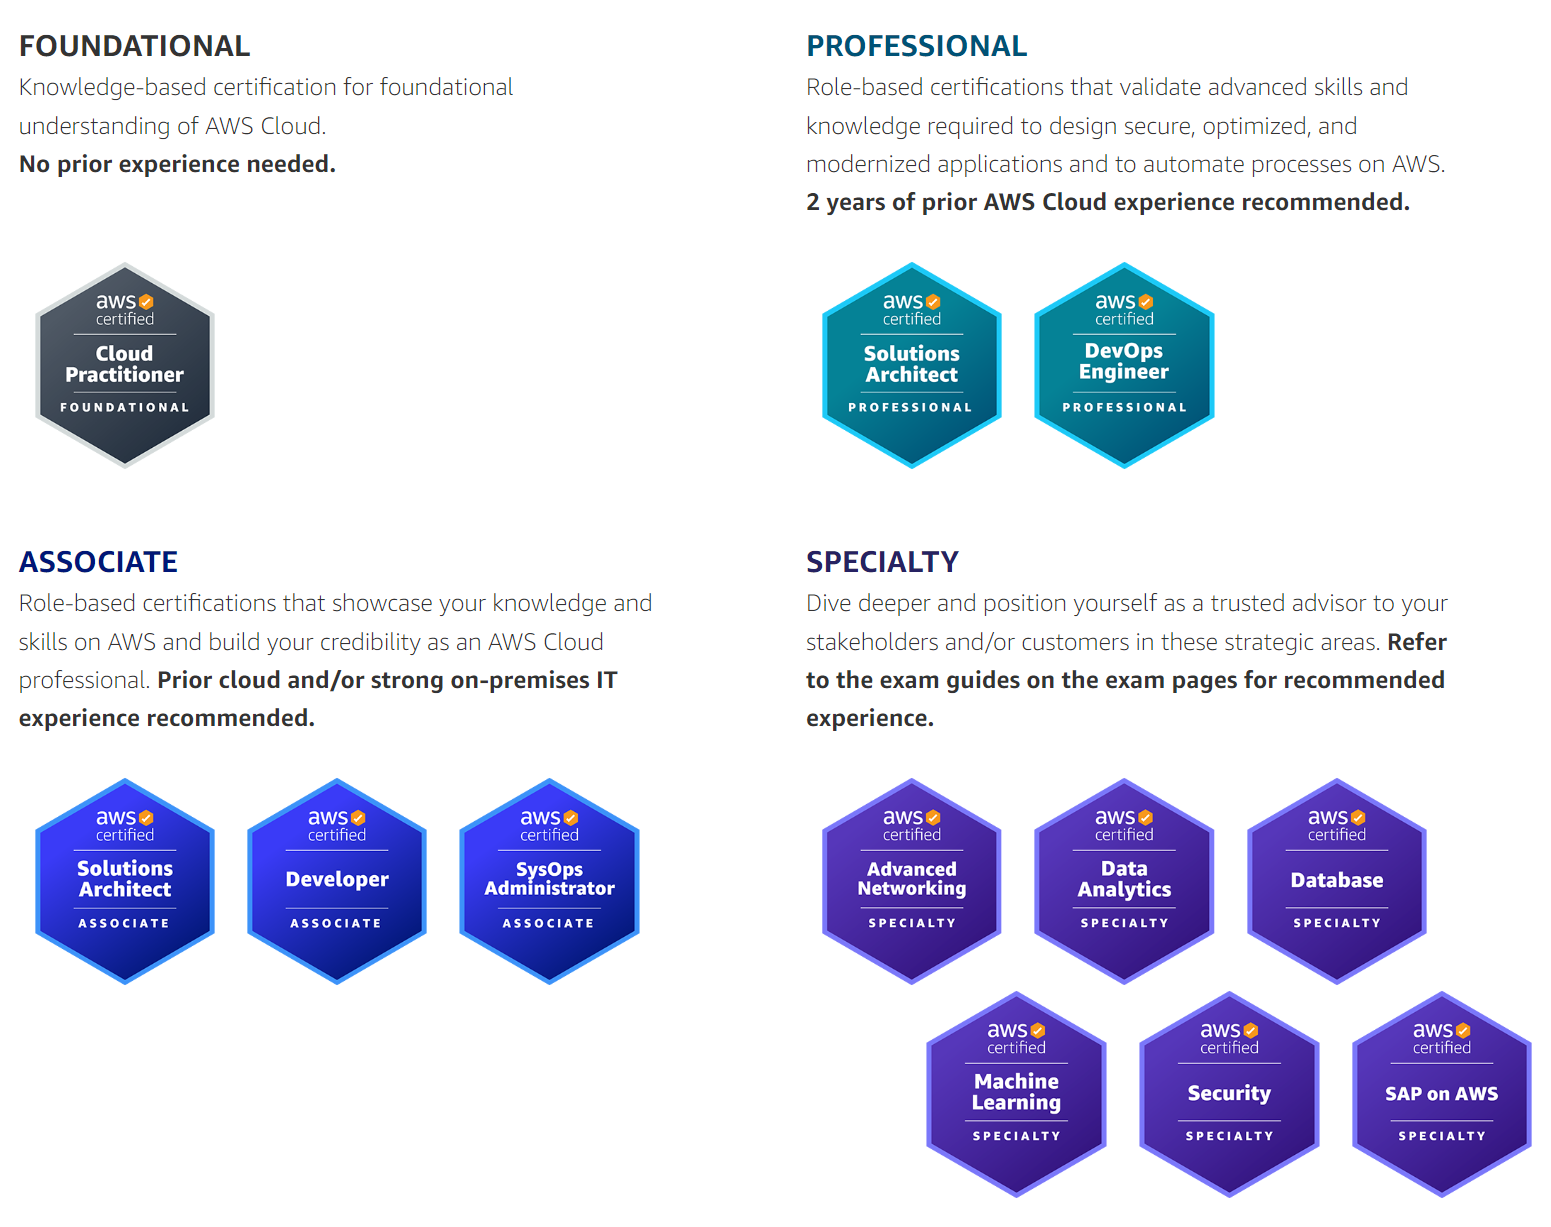 FOUNDATIONAL
Knowledge-based certification for foundational
understanding of AWS Cloud.
No prior experience needed.
aws
certified
Cloud
Practitioner
FOUNDATIONAL
PROFESSIONAL
Role-based certifications that validate advanced skills and
knowledge required to design secure, optimized, and
modernized applications and to automate processes on AWS.
2 years of prior AWS Cloud experience recommended.
aws
certified
Solutions
Architect
PROFESSIONAL
aws
certified
DevOps
Engineer
PROFESSIONAL
ASSOCIATE
Role-based certifications that showcase your knowledge and
skills on AWS and build your credibility as an AWS Cloud
professional. Prior cloud and/or strong on-premises IT
experience recommended.
aws
certified
Solutions
Architect
ASSOCIATE
aws
certified
Developer
ASSOCIATE
aws
certified
SysOps
Administrator
ASSOCIATE
SPECIALTY
Dive deeper and position yourself as a trusted advisor to your
stakeholders and/or customers in these strategic areas. Refer
to the exam guides on the exam pages for recommended
experience.
aws
certified
Advanced
Networking
SPECIALTY
aws
certified
Data
Analytics
SPECIALTY
aws
certified
Database
SPECIALTY
aws
certified
Machine
Learning
SPECIALTY
aws
certified
Security
SPECIALTY
aws
certified
SAP on AWS
SPECIALTY